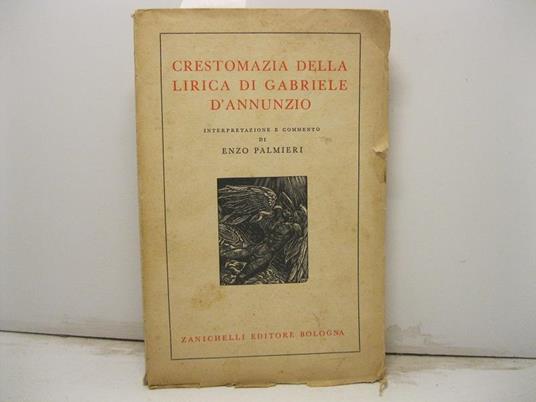 CRESTOMAZIA DELLA
LIRICA DI GABRIELE
D'ANNUNZIO
INTERPRETAZIONE E COMMENTO
DI
ENZO PALMIERI
ZANICHELLI EDITORE BOLOGNA